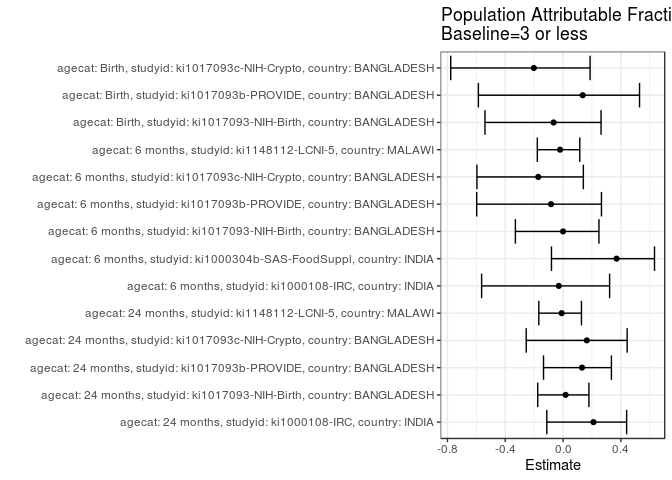 Population Attributable Fracti
Baseline=3 or less
agecat: Birth, studyid: ki1017093c-NIH-Crypto, country: BANGLADESH
agecat: Birth, studyid: ki1017093b-PROVIDE, country: BANGLADESH
agecat: Birth, studyid: ki1017093-NIH-Birth, country: BANGLADESH
agecat: 6 months, studyid: ki1148112-LCNI-5, country: MALAWI
agecat: 6 months, studyid: ki1017093c-NIH-Crypto, country: BANGLADESH
agecat: 6 months, studyid: ki1017093b-PROVIDE, country: BANGLADESH
agecat: 6 months, studyid: ki1017093-NIH-Birth, country: BANGLADESH
agecat: 6 months, studyid: ki1000304b-SAS-FoodSuppl, country: INDIA
agecat: 6 months, studyid: ki1000108-IRC, country: INDIA
agecat: 24 months, studyid: ki1148112-LCNI-5, country: MALAWI
agecat: 24 months, studyid: ki1017093c-NIH-Crypto, country: BANGLADESH
agecat: 24 months, studyid: ki1017093b-PROVIDE, country: BANGLADESH
agecat: 24 months, studyid: ki1017093-NIH-Birth, country: BANGLADESH
agecat: 24 months, studyid: ki1000108-IRC, country: INDIA
-0.8 -0.4 0.0 0.4
Estimate